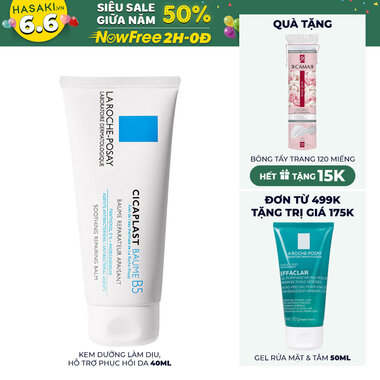 HASAKI.VN
6.6
SIÊU SALE
GIỮA NĂM
50%
NowFree 2H-0Đ
LA ROCHE-POSAY
LABORATOIRE DERMATOLOGIQUE
CICAPLAST
BAUME B5
BAUME RÉPARATEUR APAISANT
SOOTHING REPAIRING BALM
KEM DƯỠNG LÀM DỊU,
HỖ TRỢ PHỤC HỒI DA 40ML
QUÀ TẶNG
JECAMAR
BÔNG TẨY TRANG 120 MIẾNG
HẾT TẶNG 15K
ĐƠN TỪ 499K
TẶNG TRỊ GIÁ 175K
LA ROCHE-POSAY
EFFACLAR
GEL RỬA MẶT & TẮM 50ML